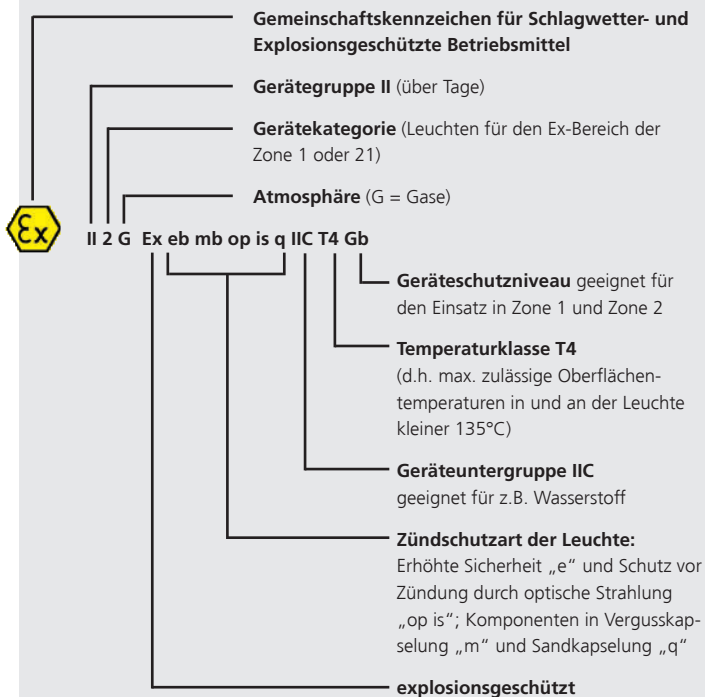 Gemeinschaftskennzeichen für Schlagwetter- und
Explosionsgeschützte Betriebsmittel
Gerätegruppe II (über Tage)
Gerätekategorie (Leuchten für den Ex-Bereich der
Zone 1 oder 21)
Atmosphäre (G = Gase)
Ex II 2 G Ex eb mb op is q IIC T4 Gb
Geräteschutzniveau geeignet für
den Einsatz in Zone 1 und Zone 2
Temperaturklasse T4
(d.h. max. zulässige Oberflächen-
temperaturen in und an der Leuchte
kleiner 135°C)
Geräteuntergruppe IIC
geeignet für z.B. Wasserstoff
Zündschutzart der Leuchte:
Erhöhte Sicherheit „e“ und Schutz vor
Zündung durch optische Strahlung
„op is“; Komponenten in Vergusskap-
selung „m“ und Sandkapselung „q“
explosionsgeschützt